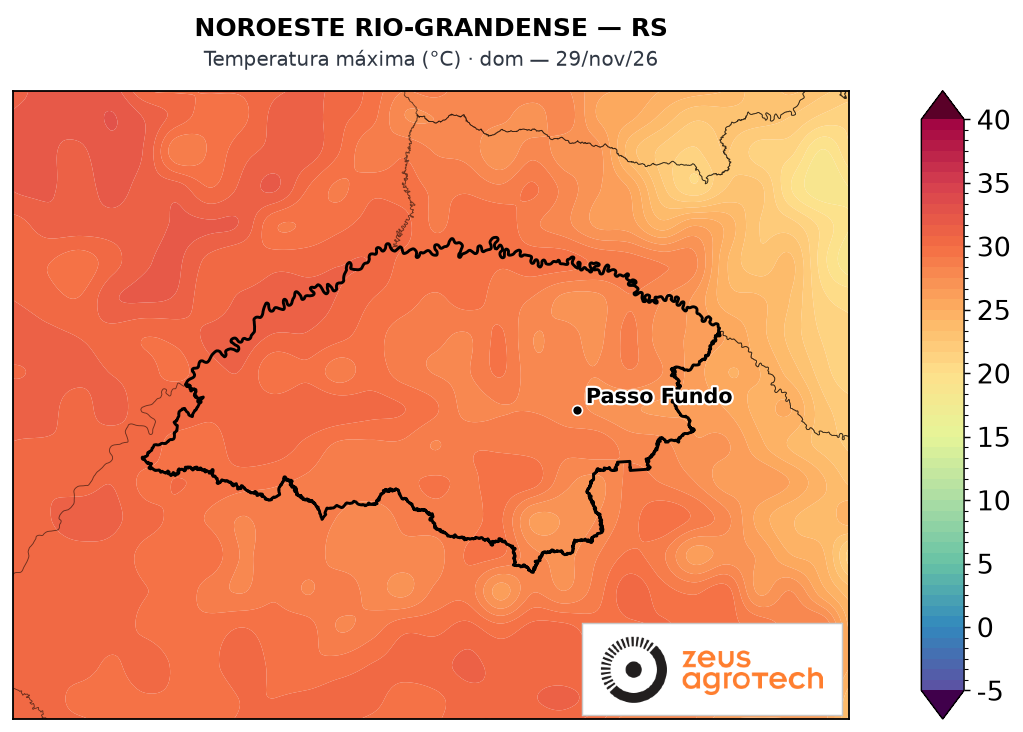 NOROESTE RIO-GRANDENSE — RS
Temperatura máxima (°C) · dom — 29/nov/26
40
35
30
25
20
15
10
5
0
-5
Passo Fundo
zeus
agrotech